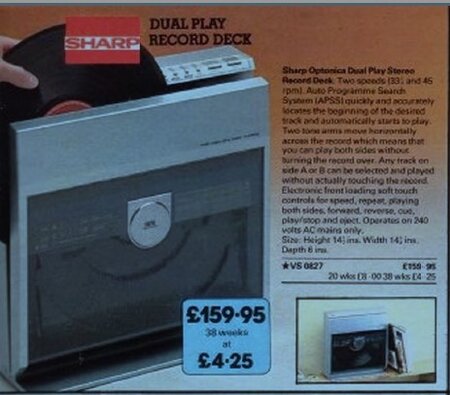 SHARP
DUAL PLAY
RECORD DECK
Sharp Optonica Dual Play Stereo
Record Deck. Two speeds (33⅓ and 45
rpm). Auto Programme Search
System (APSS) quickly and accurately
locates the beginning of the desired
track and automatically starts to play.
Two tone arms move horizontally
across the record which means that
you can play both sides without
turning the record over. Any track on
side A or B can be selected and played
without actually touching the record.
Electronic front loading soft touch
controls for speed, repeat, playing
both sides, forward, reverse, cue,
play/stop and eject. Operates on 240
volts AC mains only.
Size: Height 14½ ins. Width 14½ ins.
Depth 6 ins.
★VS 0827 £159·95
20 wks £8·00 38 wks £4·25
£159·95
38 weeks
at
£4·25